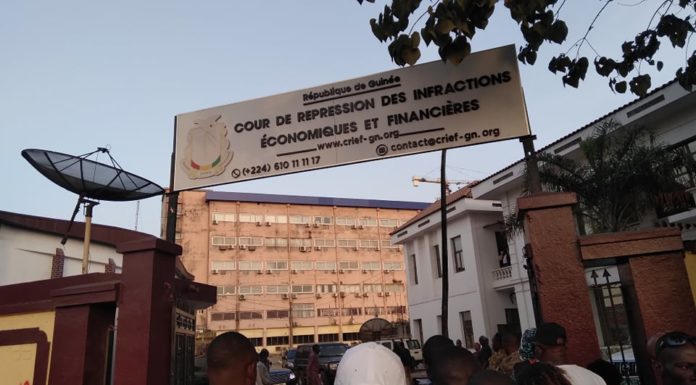 République de Guinée
COUR DE REPRESSION DES INFRACTIONS
ÉCONOMIQUES ET FINANCIÈRES
www.crief-gn.org
(+224) 610 11 11 17 contact@crief-gn.org